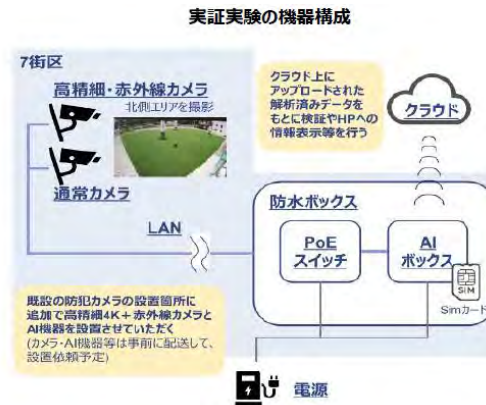 実証実験の機器構成
7街区
高精細・赤外線カメラ
北側エリアを撮影
通常カメラ
LAN
クラウド上に
アップロードされた
解析済みデータを
もとに検証やHPへの
情報表示等を行う
クラウド
防水ボックス
PoE
スイッチ
AI
ボックス
SIM
Simカード
既設の防犯カメラの設置箇所に
追加で高精細4K+赤外線カメラと
AI機器を設置させていただく
(カメラ・AI機器等は事前に配送して、
設置依頼予定)
電源